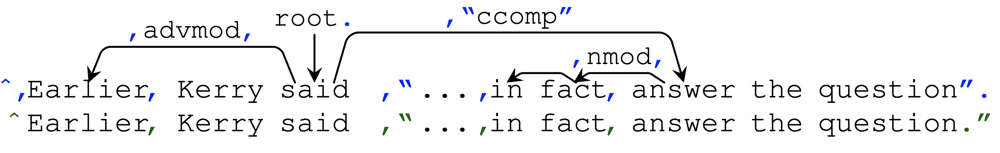 ,advmod,
root.
,“ccomp”
,nmod,
^,Earlier, Kerry said ,“...,in fact, answer the question”.
^Earlier, Kerry said ,“...,in fact, answer the question.”